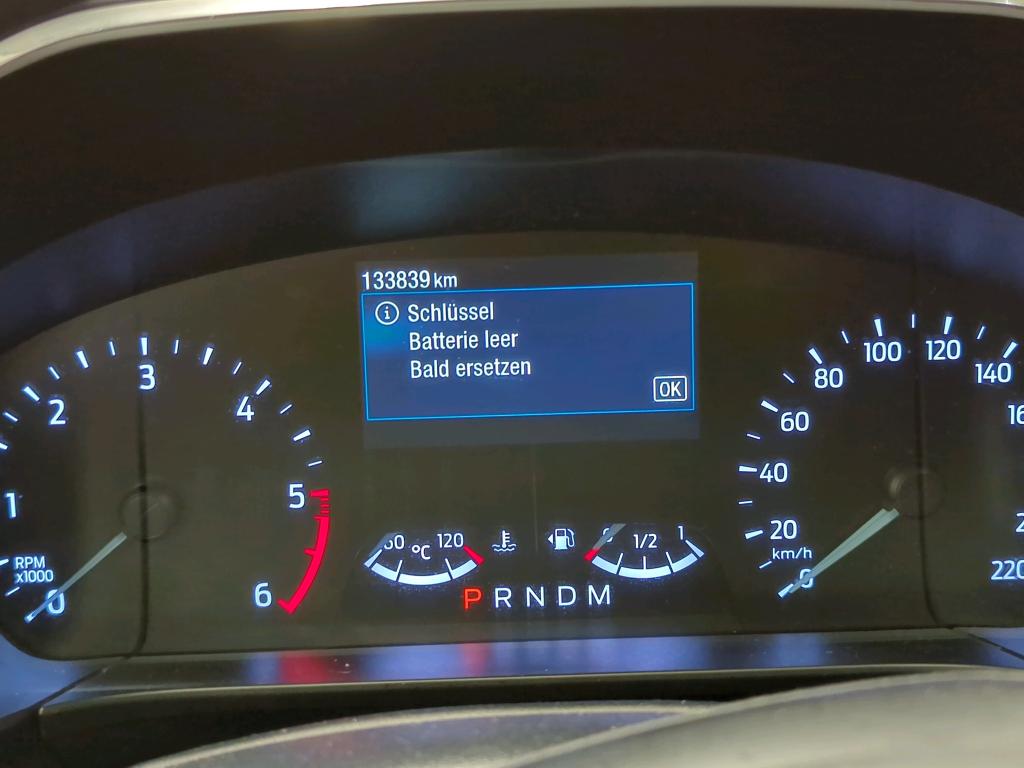 133839 km
Schlüssel
Batterie leer
Bald ersetzen
OK
1
2
3
4
5
6
0
RPM
x1000
°C
120
1/2
1
P R N D M
0
20
40
60
80
100
120
140
220
km/h